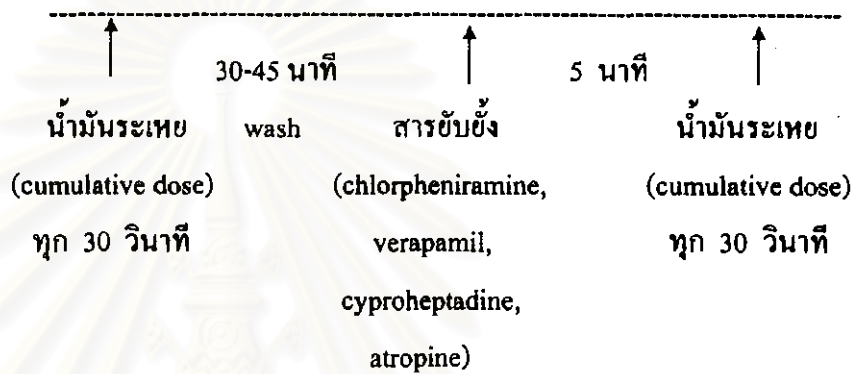 30-45 นาที 5 นาที
น้ำมันระเหย wash สารยับยั้ง น้ำมันระเหย
(cumulative dose) (chlorpheniramine, (cumulative dose)
ทุก 30 วินาที verapamil, ทุก 30 วินาที
cyproheptadine,
atropine)